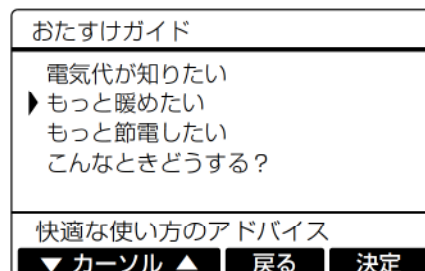 おたすけガイド
電気代が知りたい
▶もっと暖めたい
もっと節電したい
こんなときどうする？
快適な使い方のアドバイス
▼ カーソル ▲ 戻る 決定